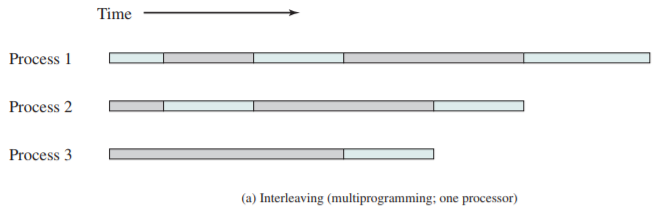 Time
Process 1
Process 2
Process 3
(a) Interleaving (multiprogramming; one processor)